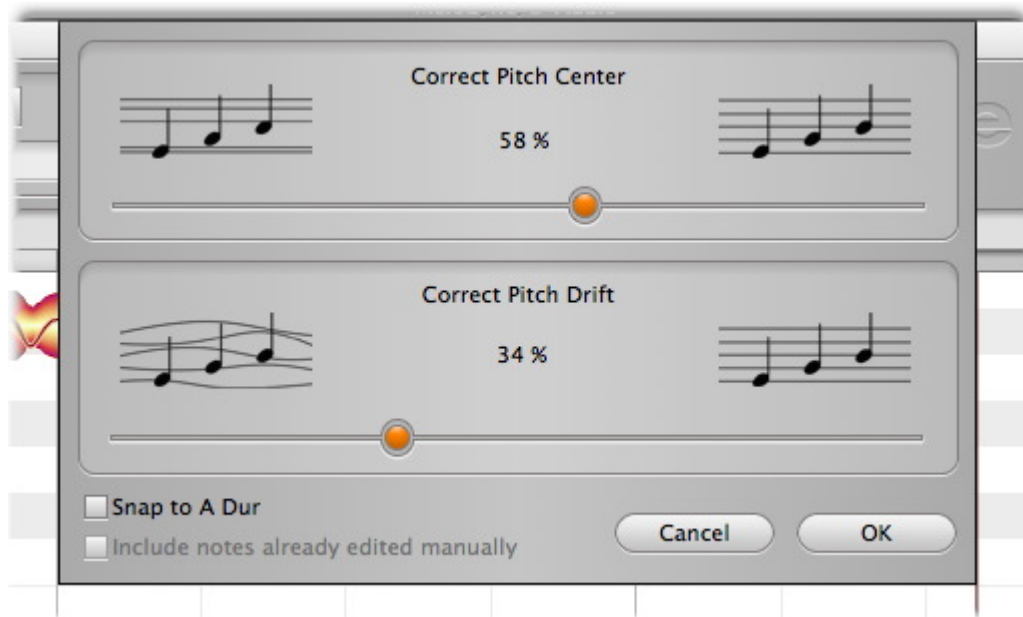 Correct Pitch Center
58 %
Correct Pitch Drift
34 %
Snap to A Dur
Include notes already edited manually
Cancel
OK